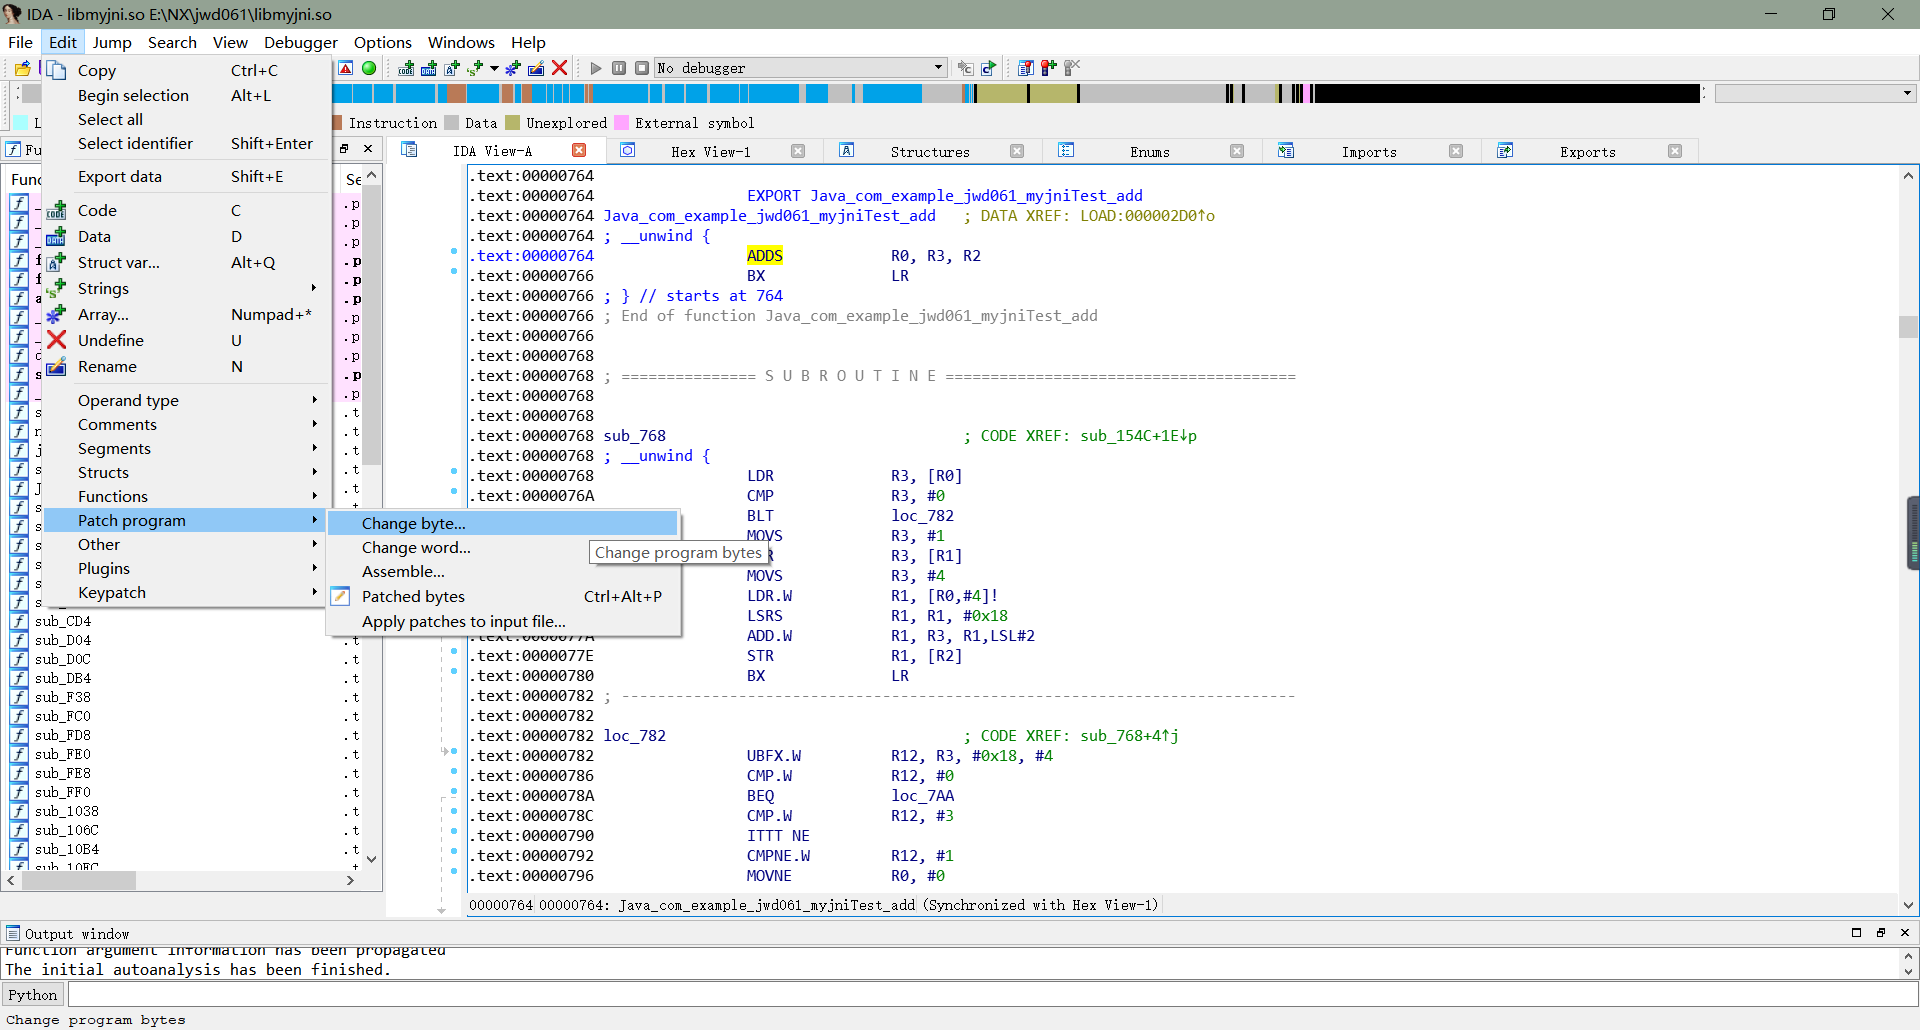 IDA - libmyjni.so E:\NX\jwd061\libmyjni.so
File Edit Jump Search View Debugger Options Windows Help
No debugger
Instruction Data Unexplored External symbol
IDA View-A Hex View-1 Structures Enums Imports Exports
Copy Ctrl+C
Begin selection Alt+L
Select all
Select identifier Shift+Enter
Export data Shift+E
Code C
Data D
Struct var... Alt+Q
Strings
Array... Numpad+*
Undefine U
Rename N
Operand type
Comments
Segments
Structs
Functions
Patch program
Other
Plugins
Keypatch
Change byte...
Change word...
Assemble...
Patched bytes Ctrl+Alt+P
Apply patches to input file...
Change program bytes
sub_CD4 .t
sub_D04 .t
sub_D0C .t
sub_DB4 .t
sub_F38 .t
sub_FC0 .t
sub_FD8 .t
sub_FE0 .t
sub_FE8 .t
sub_FF0 .t
sub_1038 .t
sub_106C .t
sub_10B4 .t
.text:00000764
.text:00000764 EXPORT Java_com_example_jwd061_myjniTest_add
.text:00000764 Java_com_example_jwd061_myjniTest_add ; DATA XREF: LOAD:000002D0↑o
.text:00000764 ; __unwind {
.text:00000764 ADDS R0, R3, R2
.text:00000766 BX LR
.text:00000766 ; } // starts at 764
.text:00000766 ; End of function Java_com_example_jwd061_myjniTest_add
.text:00000766
.text:00000768
.text:00000768 ; =============== S U B R O U T I N E =======================================
.text:00000768
.text:00000768
.text:00000768 sub_768 ; CODE XREF: sub_154C+1E↓p
.text:00000768 ; __unwind {
.text:00000768 LDR R3, [R0]
.text:0000076A CMP R3, #0
BLT loc_782
MOVS R3, #1
R3, [R1]
MOVS R3, #4
LDR.W R1, [R0,#4]!
LSRS R1, R1, #0x18
.text:0000077A ADD.W R1, R3, R1,LSL#2
.text:0000077E STR R1, [R2]
.text:00000780 BX LR
.text:00000782 ; ---------------------------------------------------------------------------
.text:00000782
.text:00000782 loc_782 ; CODE XREF: sub_768+4↑j
.text:00000782 UBFX.W R12, R3, #0x18, #4
.text:00000786 CMP.W R12, #0
.text:0000078A BEQ loc_7AA
.text:0000078C CMP.W R12, #3
.text:00000790 ITTT NE
.text:00000792 CMPNE.W R12, #1
.text:00000796 MOVNE R0, #0
00000764 00000764: Java_com_example_jwd061_myjniTest_add (Synchronized with Hex View-1)
Output window
Function argument information has been propagated
The initial autoanalysis has been finished.
Python
Change program bytes